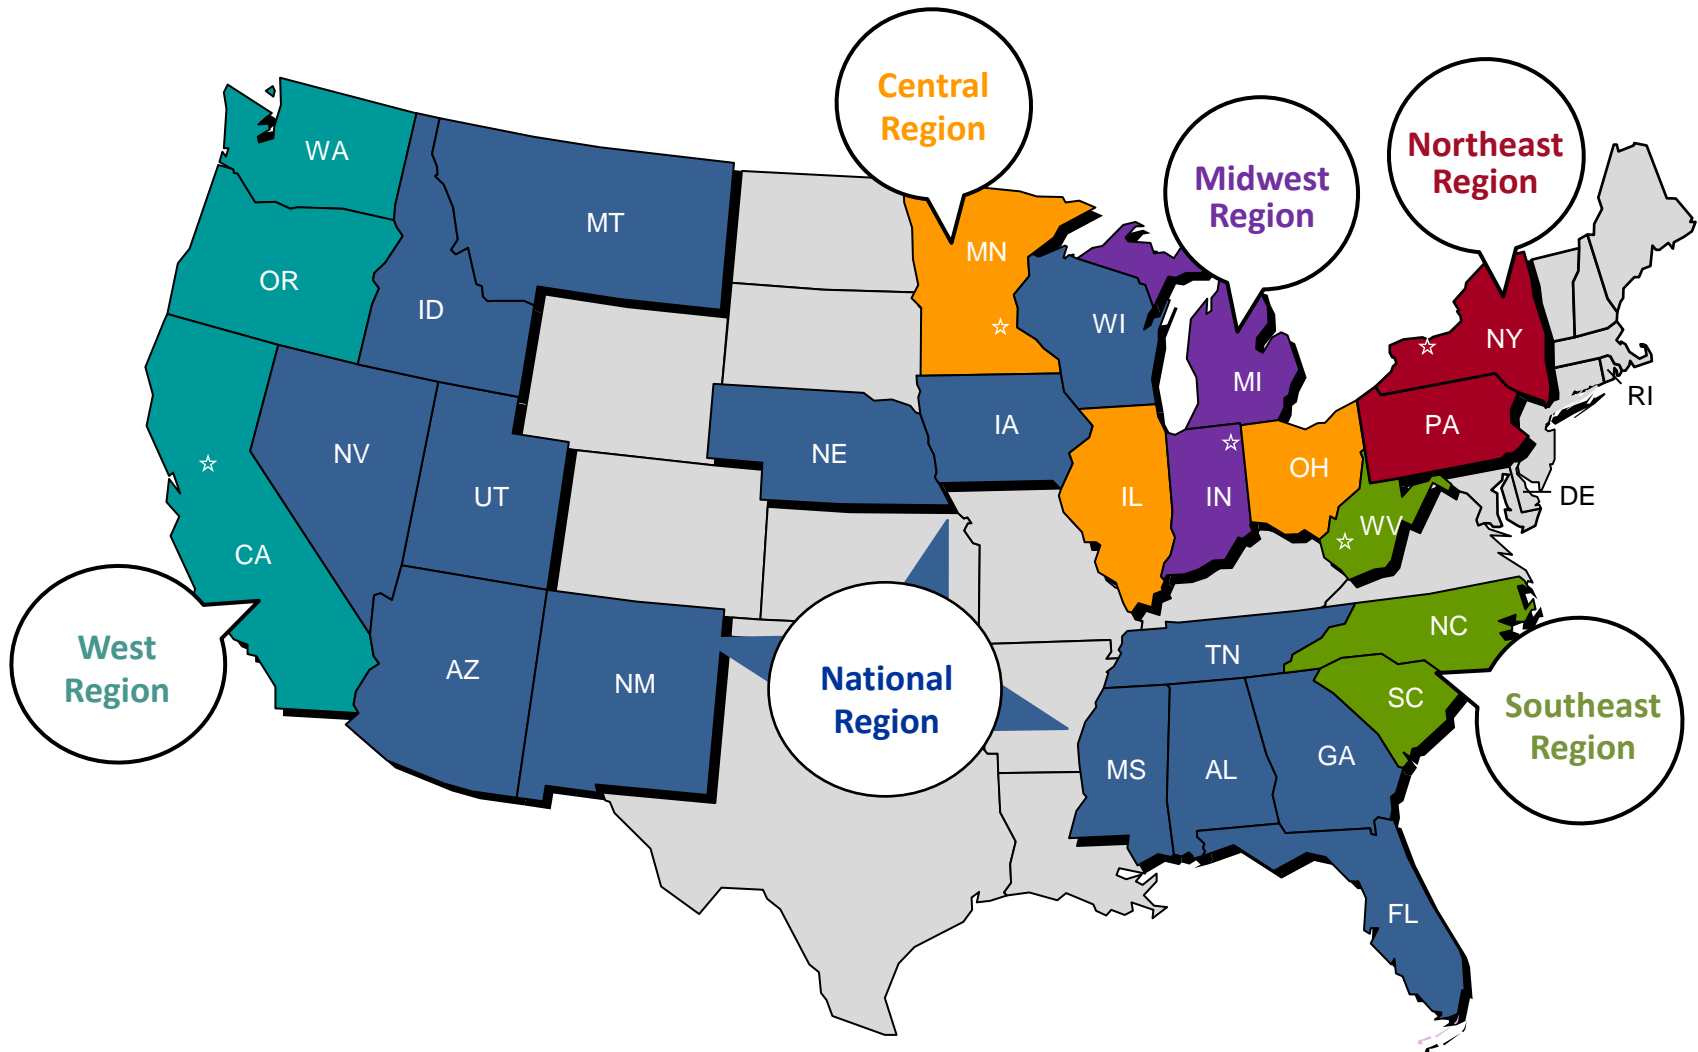 Central
Region
Midwest
Region
Northeast
Region
West
Region
National
Region
Southeast
Region
WA
OR
CA
MT
ID
NV
UT
AZ
NM
NE
MN
IA
WI
IL
MI
IN
OH
NY
PA
RI
DE
WV
NC
SC
TN
MS
AL
GA
FL